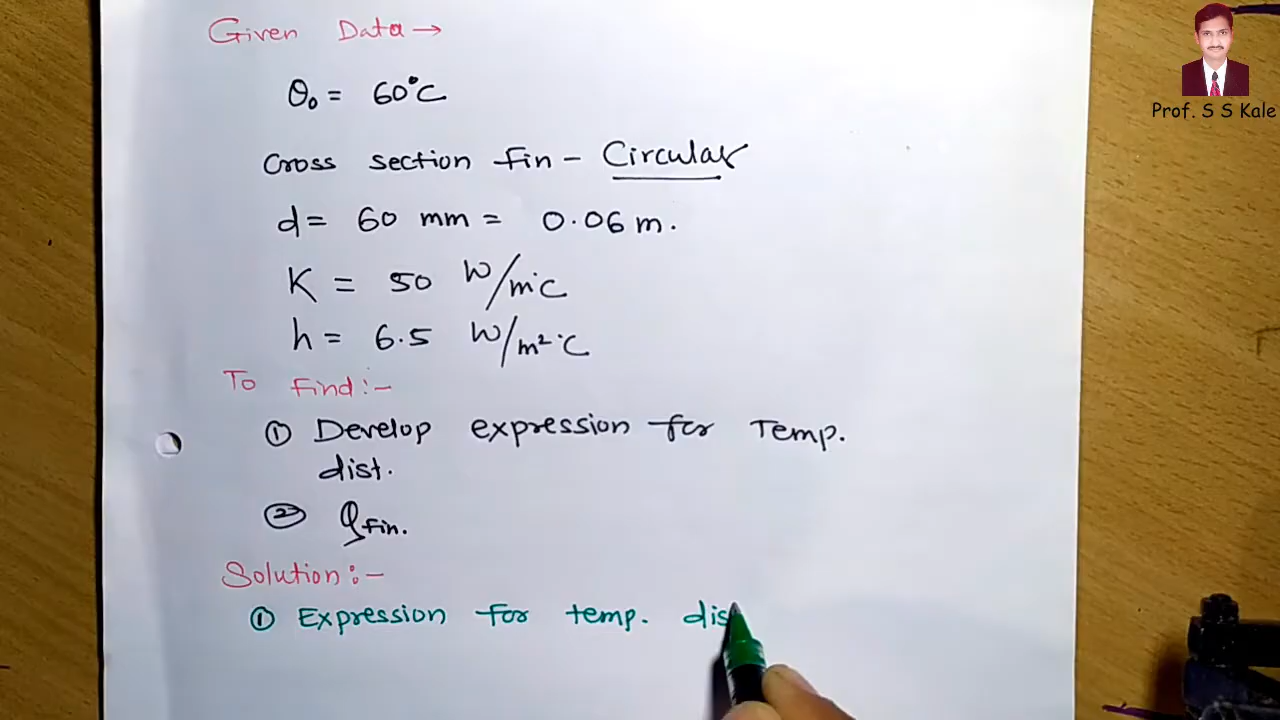 Given Data →
θ₀ = 60°C
Cross section fin - Circular
d = 60 mm = 0.06 m.
K = 50 W/m°C
h = 6.5 W/m²°C
To Find:-
① Develop expression for Temp.
dist.
② Qfin.
Solution:-
① Expression for temp. dis
Prof. S S Kale